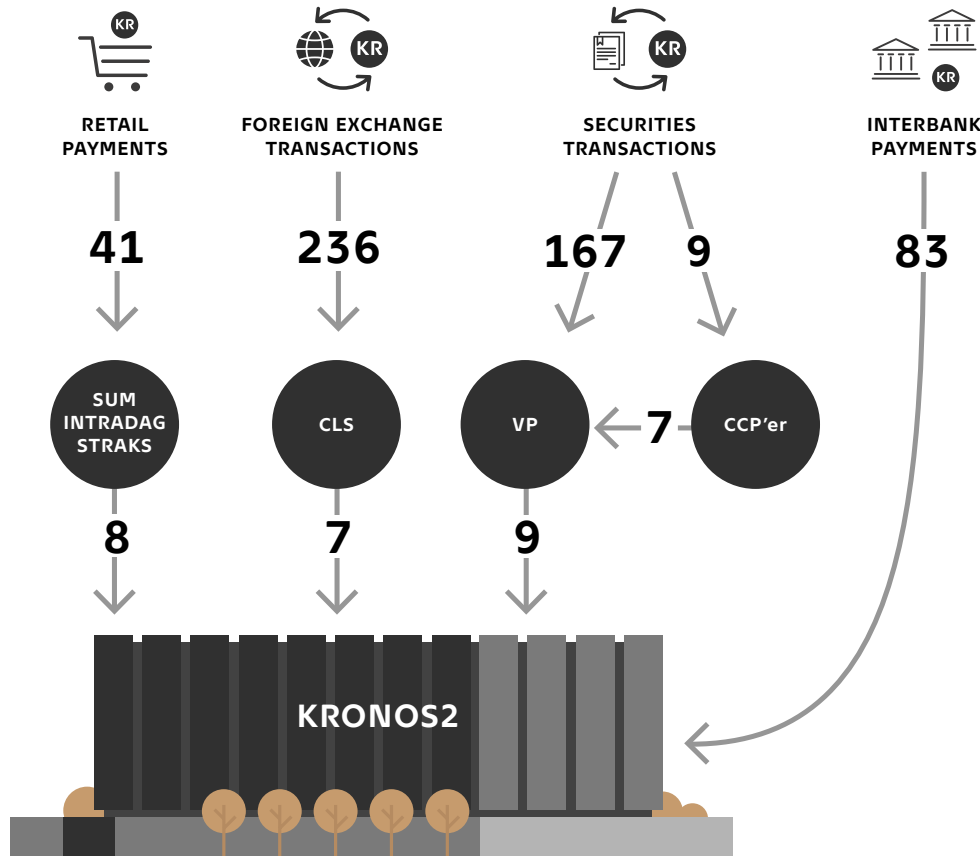 KR
KR
KR
KR
RETAIL
PAYMENTS
FOREIGN EXCHANGE
TRANSACTIONS
SECURITIES
TRANSACTIONS
INTERBANK
PAYMENTS
41
236
167
9
83
SUM
INTRADAG
STRAKS
CLS
VP
7
CCP’er
8
7
9
KRONOS2